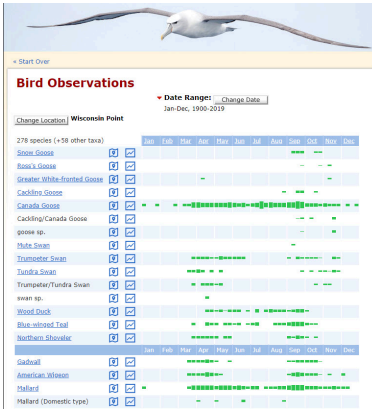 « Start Over
Bird Observations
Date Range: Change Date
Jan-Dec, 1900-2019
Change Location Wisconsin Point
278 species (+58 other taxa) Jan Feb Mar Apr May Jun Jul Aug Sep Oct Nov Dec
Snow Goose
Ross's Goose
Greater White-fronted Goose
Cackling Goose
Canada Goose
Cackling/Canada Goose
goose sp.
Mute Swan
Trumpeter Swan
Tundra Swan
Trumpeter/Tundra Swan
swan sp.
Wood Duck
Blue-winged Teal
Northern Shoveler
Jan Feb Mar Apr May Jun Jul Aug Sep Oct Nov Dec
Gadwall
American Wigeon
Mallard
Mallard (Domestic type)